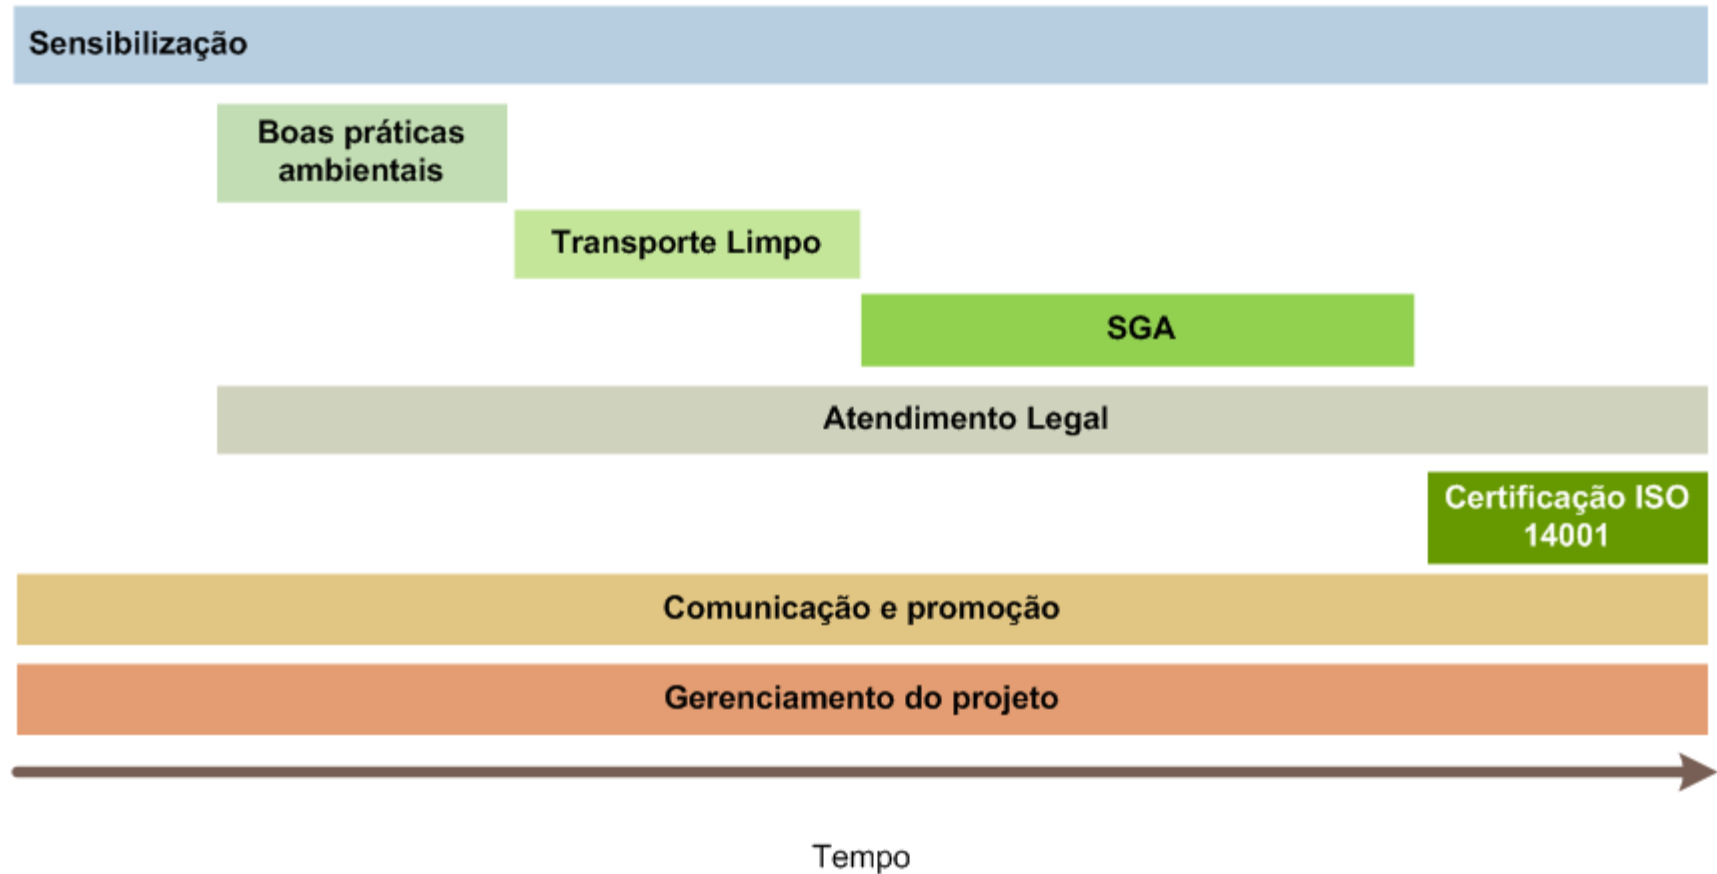 Sensibilização
Boas práticas
ambientais
Transporte Limpo
SGA
Atendimento Legal
Certificação ISO
14001
Comunicação e promoção
Gerenciamento do projeto
Tempo